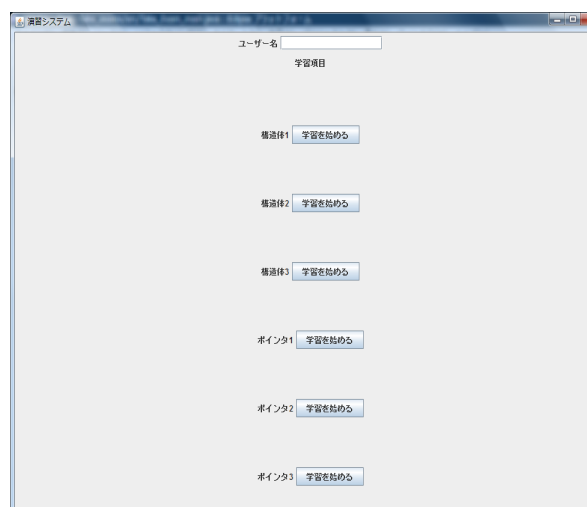 演習システム
ユーザー名
学習項目
構造体1 学習を始める
構造体2 学習を始める
構造体3 学習を始める
ポインタ1 学習を始める
ポインタ2 学習を始める
ポインタ3 学習を始める